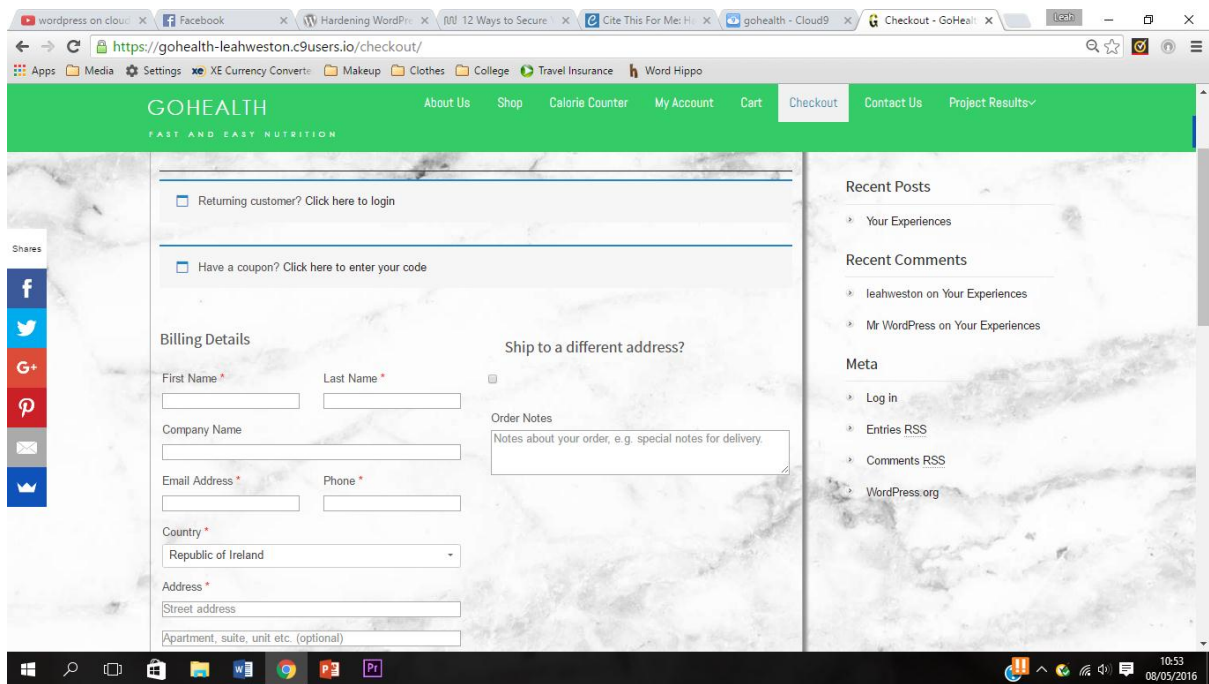 wordpress on cloud
Facebook
Hardening WordPre
12 Ways to Secure
Cite This For Me: H
gohealth - Cloud9
Checkout - GoHealt
Leah
https://gohealth-leahweston.c9users.io/checkout/
Apps Media Settings XE Currency Converte Makeup Clothes College Travel Insurance Word Hippo
GOHEALTH
FAST AND EASY NUTRITION
About Us Shop Calorie Counter My Account Cart Checkout Contact Us Project Results
Returning customer? Click here to login
Have a coupon? Click here to enter your code
Shares
Billing Details
First Name * Last Name *
Company Name
Email Address * Phone *
Country *
Republic of Ireland
Address *
Street address
Apartment, suite, unit etc. (optional)
Ship to a different address?
Order Notes
Notes about your order, e.g. special notes for delivery.
Recent Posts
Your Experiences
Recent Comments
leahweston on Your Experiences
Mr WordPress on Your Experiences
Meta
Log in
Entries RSS
Comments RSS
WordPress.org
10:53
08/05/2016